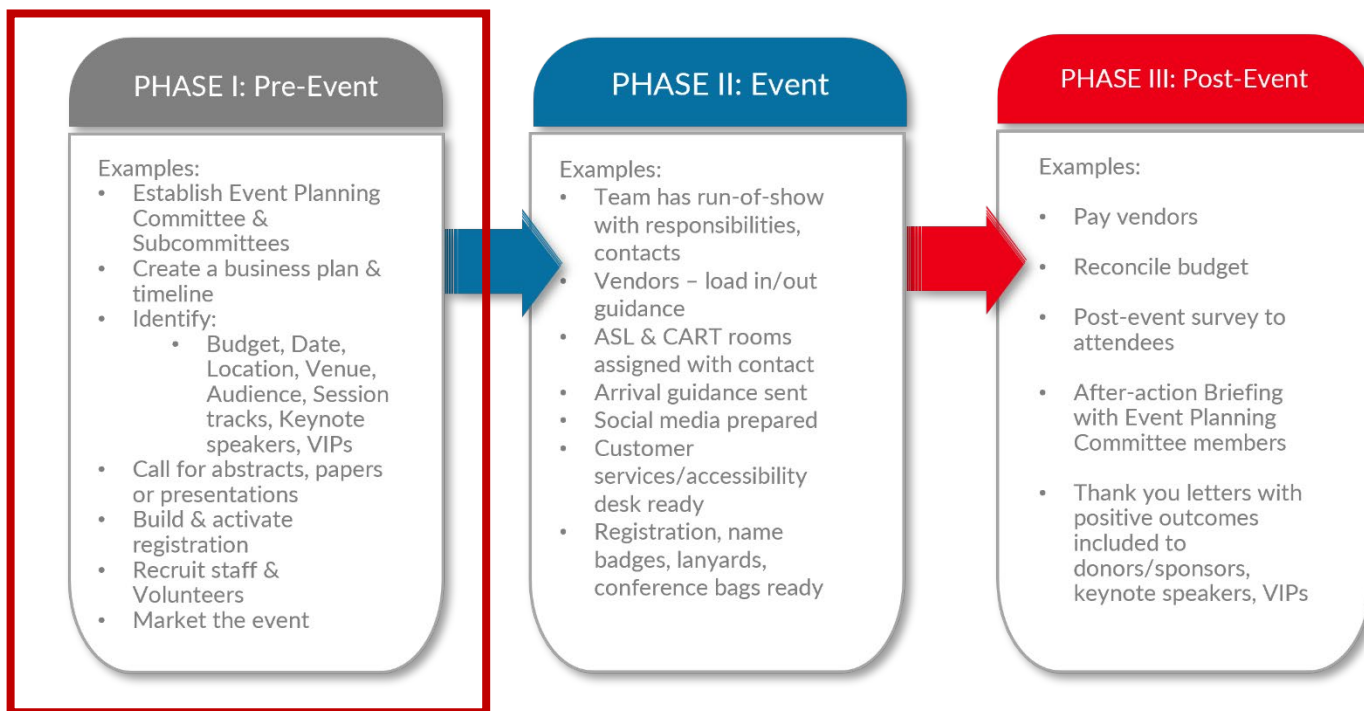 PHASE I: Pre-Event
Examples:
• Establish Event Planning
Committee &
Subcommittees
• Create a business plan &
timeline
• Identify:
• Budget, Date,
Location, Venue,
Audience, Session
tracks, Keynote
speakers, VIPs
• Call for abstracts, papers
or presentations
• Build & activate
registration
• Recruit staff &
Volunteers
• Market the event
PHASE II: Event
Examples:
• Team has run-of-show
with responsibilities,
contacts
• Vendors – load in/out
guidance
• ASL & CART rooms
assigned with contact
• Arrival guidance sent
• Social media prepared
• Customer
services/accessibility
desk ready
• Registration, name
badges, lanyards,
conference bags ready
PHASE III: Post-Event
Examples:
• Pay vendors
• Reconcile budget
• Post-event survey to
attendees
• After-action Briefing
with Event Planning
Committee members
• Thank you letters with
positive outcomes
included to
donors/sponsors,
keynote speakers, VIPs